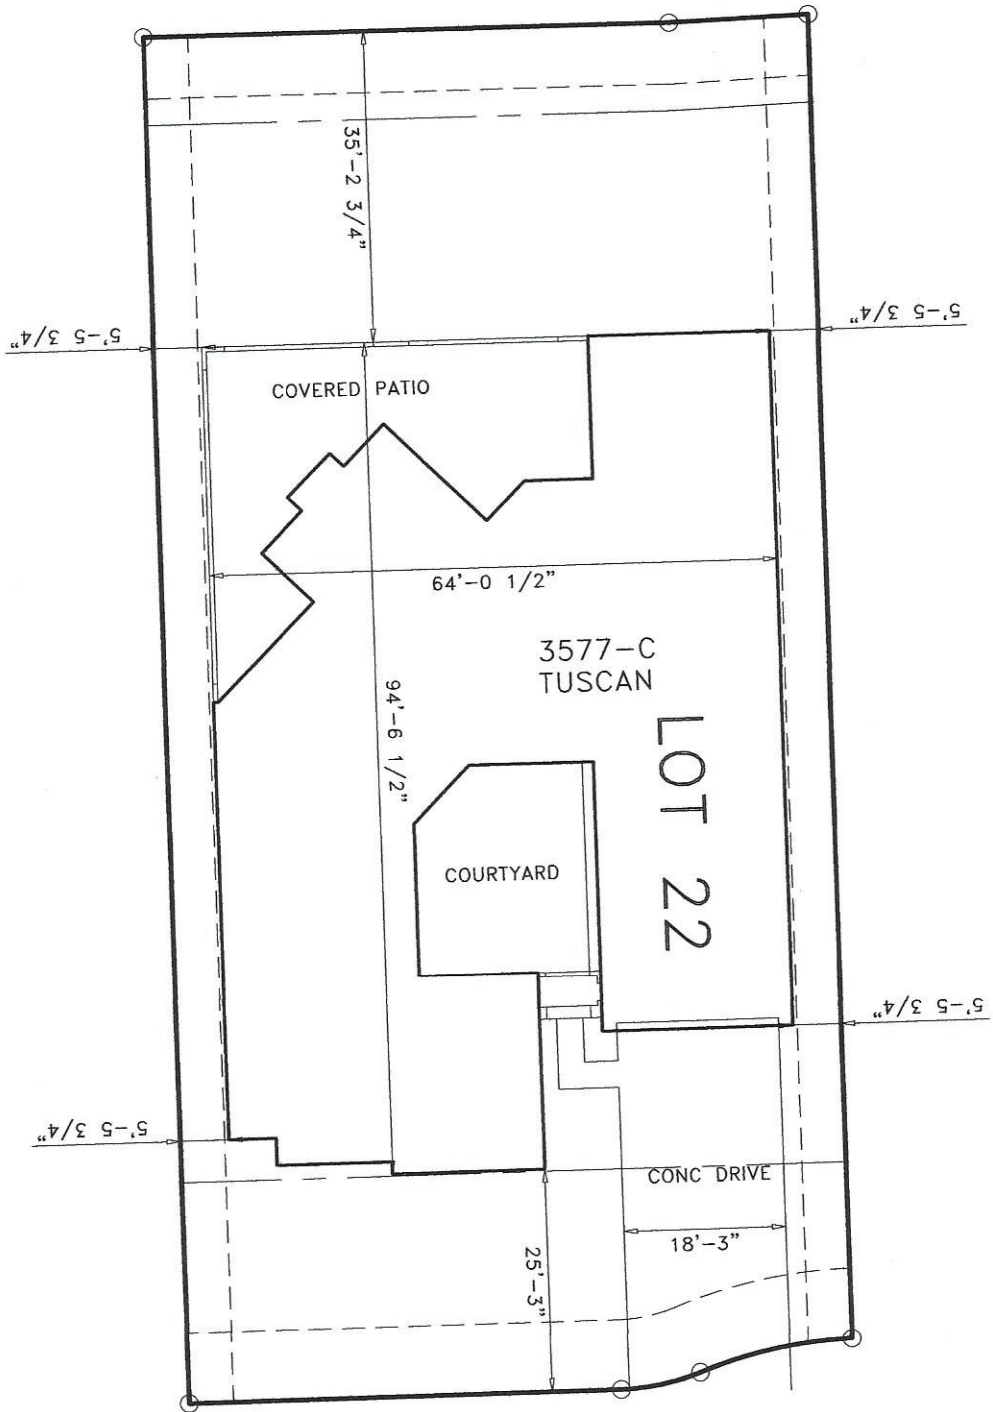 35'-2 3/4"
5'-5 3/4"
5'-5 3/4"
COVERED PATIO
64'-0 1/2"
3577-C
TUSCAN
94'-6 1/2"
LOT 22
COURTYARD
5'-5 3/4"
5'-5 3/4"
CONC DRIVE
18'-3"
25'-3"